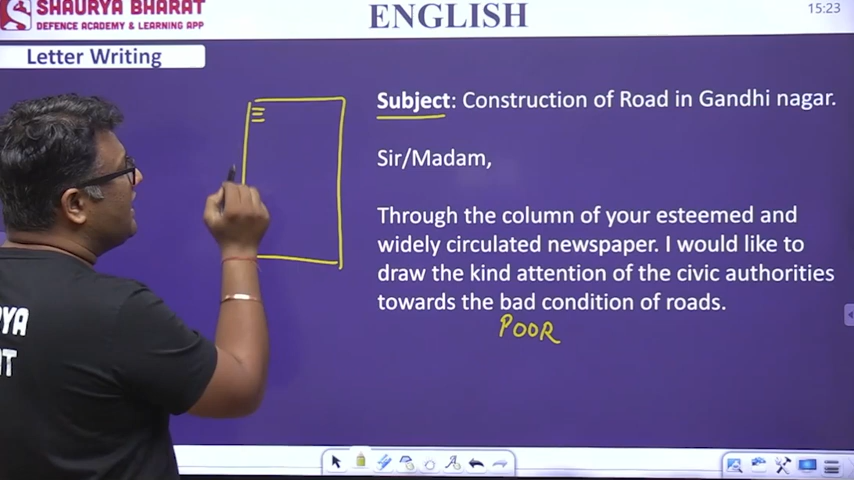 SHAURYA BHARAT
DEFENCE ACADEMY & LEARNING APP
ENGLISH
15:23
Letter Writing
Subject: Construction of Road in Gandhi nagar.
Sir/Madam,
Through the column of your esteemed and
widely circulated newspaper. I would like to
draw the kind attention of the civic authorities
towards the bad condition of roads.
POOR